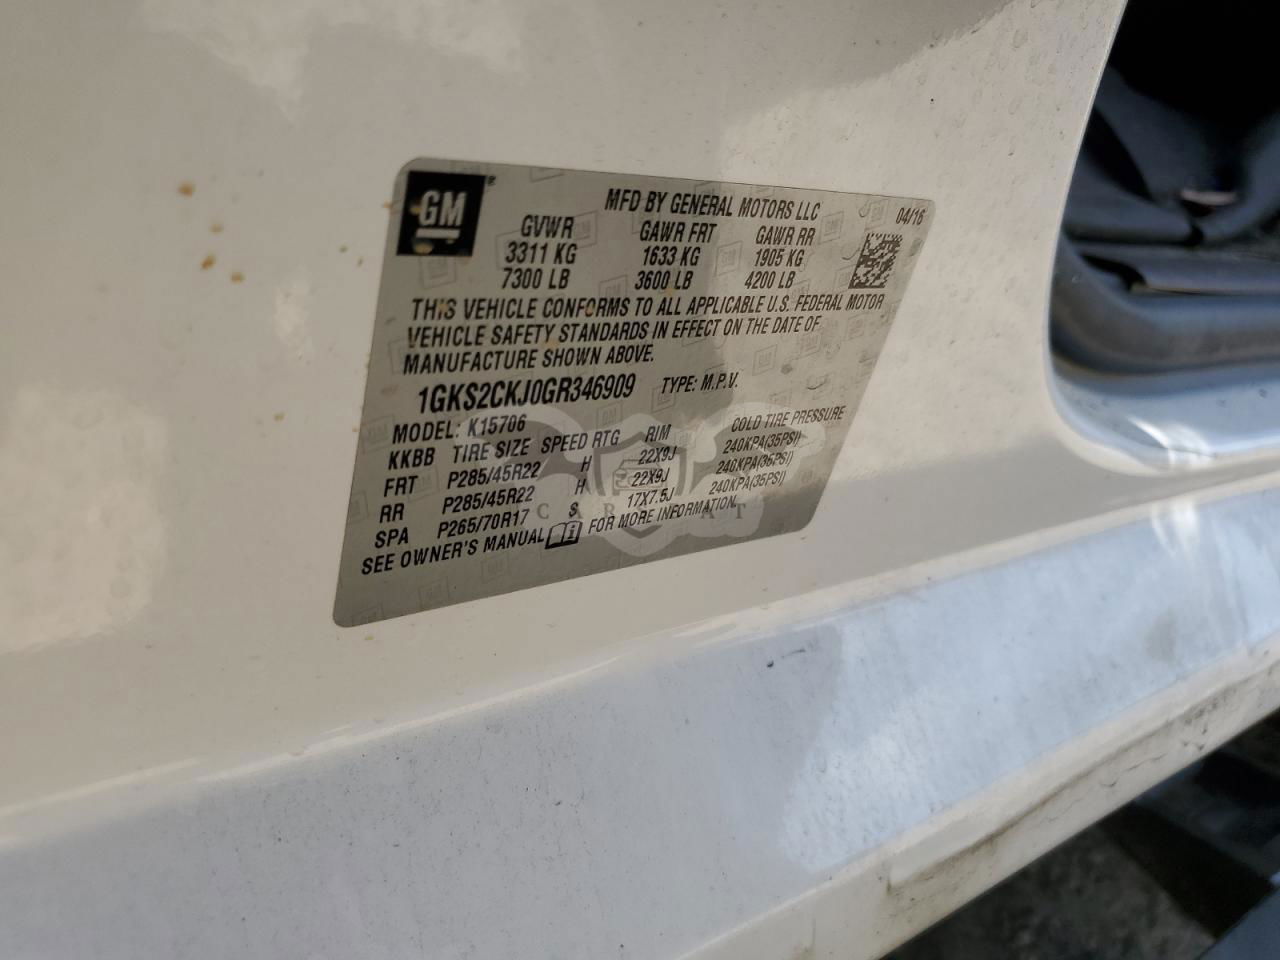 GM ®
MFD BY GENERAL MOTORS LLC 04/16
GVWR GAWR FRT GAWR RR
3311 KG 1633 KG 1905 KG
7300 LB 3600 LB 4200 LB
THIS VEHICLE CONFORMS TO ALL APPLICABLE U.S. FEDERAL MOTOR
VEHICLE SAFETY STANDARDS IN EFFECT ON THE DATE OF
MANUFACTURE SHOWN ABOVE.
1GKS2CKJ0GR346909 TYPE: M.P.V.
MODEL: K15706
KKBB TIRE SIZE SPEED RTG RIM COLD TIRE PRESSURE
FRT P285/45R22 H 22X9J 240KPA(35PSI)
RR P285/45R22 H 22X9J 240KPA(35PSI)
SPA P265/70R17 S 17X7.5J 240KPA(35PSI)
SEE OWNER'S MANUAL FOR MORE INFORMATION.